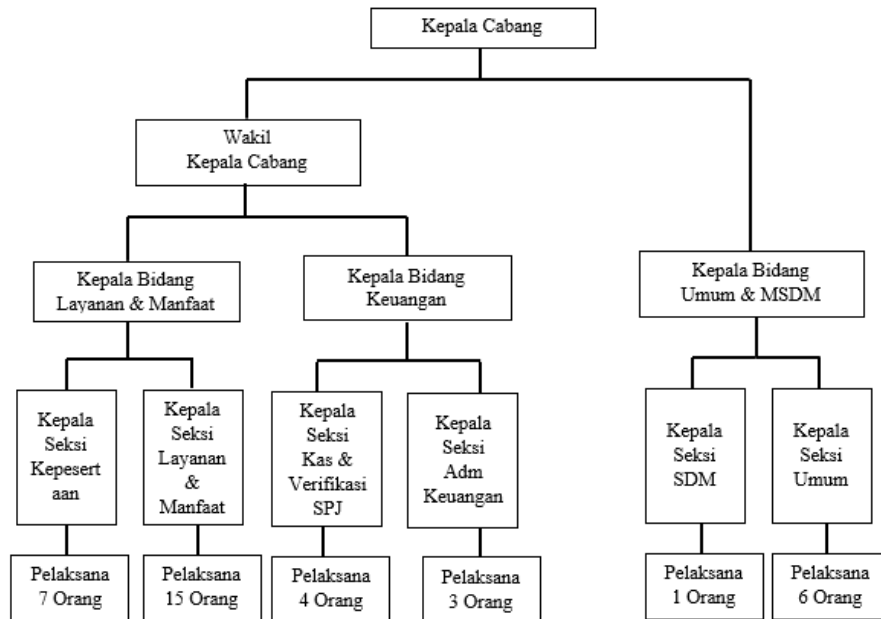 Kepala Cabang
Wakil
Kepala Cabang
Kepala Bidang
Layanan & Manfaat
Kepala Bidang
Keuangan
Kepala Bidang
Umum & MSDM
Kepala
Seksi
Kepesert
aan
Kepala
Seksi
Layanan
&
Manfaat
Kepala
Seksi
Kas &
Verifikasi
SPJ
Kepala
Seksi
Adm
Keuangan
Kepala
Seksi
SDM
Kepala
Seksi
Umum
Pelaksana
7 Orang
Pelaksana
15 Orang
Pelaksana
4 Orang
Pelaksana
3 Orang
Pelaksana
1 Orang
Pelaksana
6 Orang